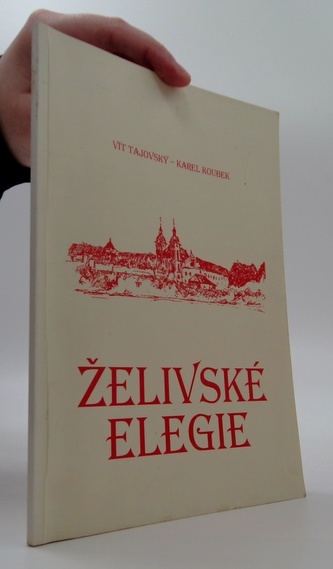 VÍT TAJOVSKÝ – KAREL KOUBEK
ŽELIVSKÉ
ELEGIE